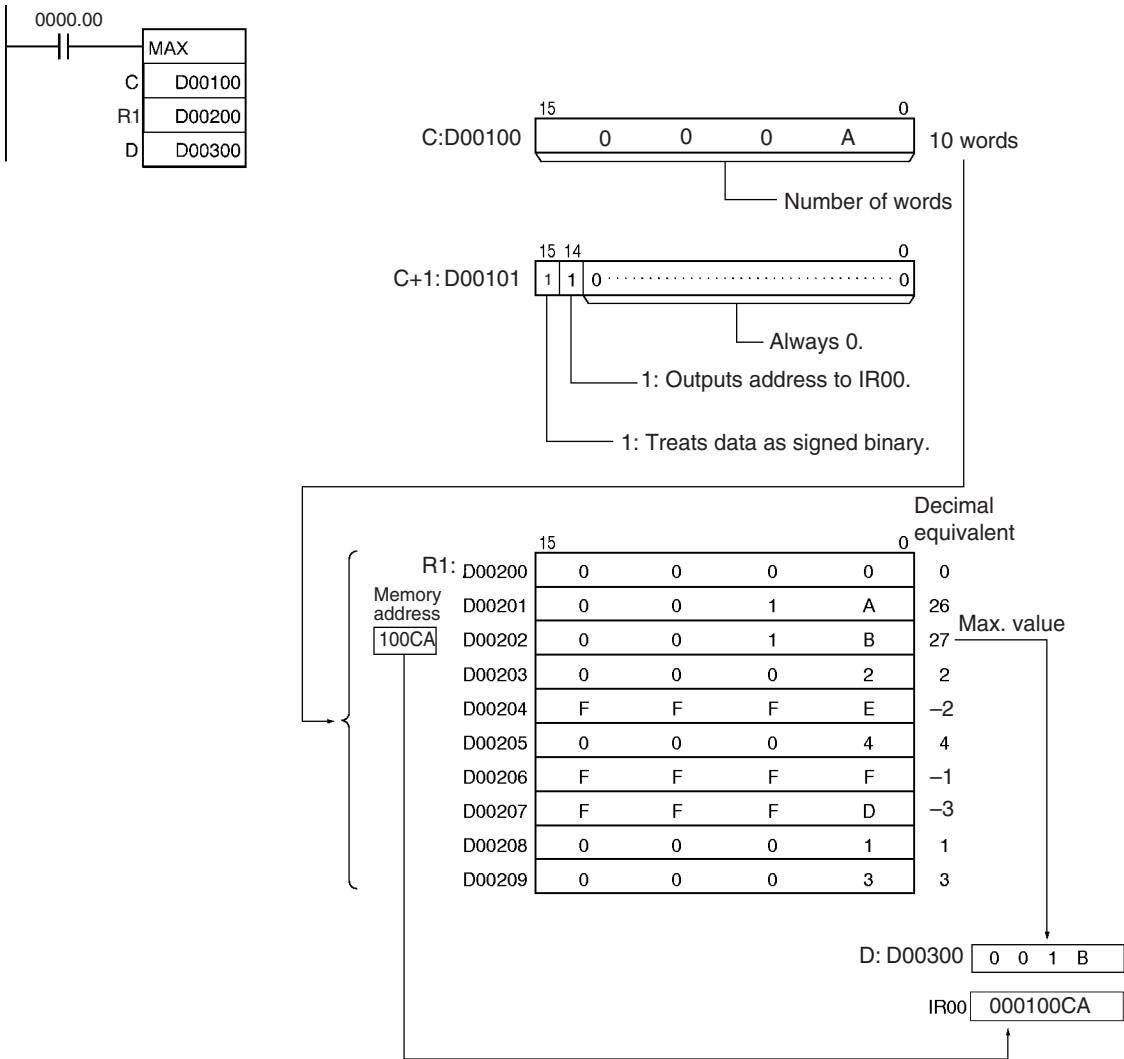 0000.00
MAX
C D00100
R1 D00200
D D00300
15 0
C:D00100 0 0 0 A 10 words
Number of words
15 14 0
C+1: D00101 1 1 0 0
Always 0.
1: Outputs address to IR00.
1: Treats data as signed binary.
Decimal
equivalent
15 0
R1: D00200 0 0 0 0 0
Memory
address
D00201 0 0 1 A 26
Max. value
100CA D00202 0 0 1 B 27
D00203 0 0 0 2 2
D00204 F F F E –2
D00205 0 0 0 4 4
D00206 F F F F –1
D00207 F F F D –3
D00208 0 0 0 1 1
D00209 0 0 0 3 3
D: D00300 0 0 1 B
IR00 000100CA